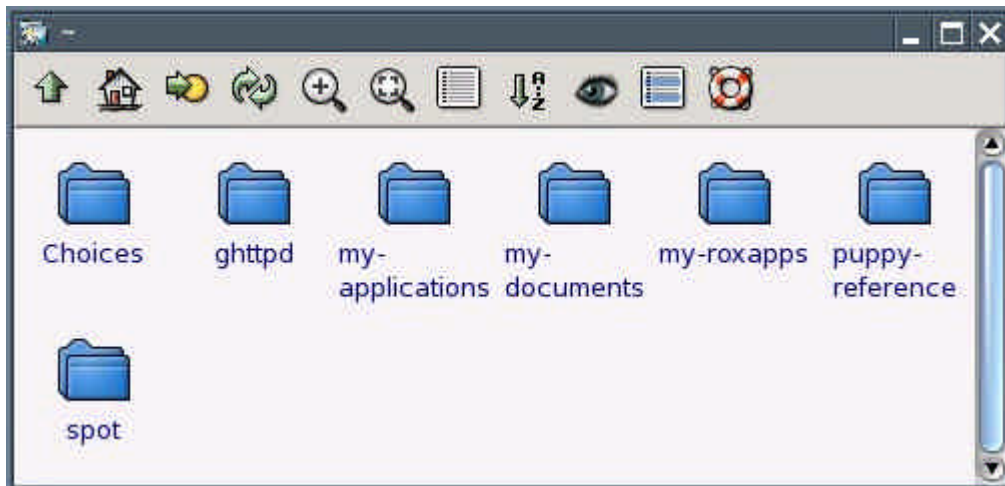 ~
A
Z
Choices
ghttpd
my-
applications
my-
documents
my-roxapps
puppy-
reference
spot